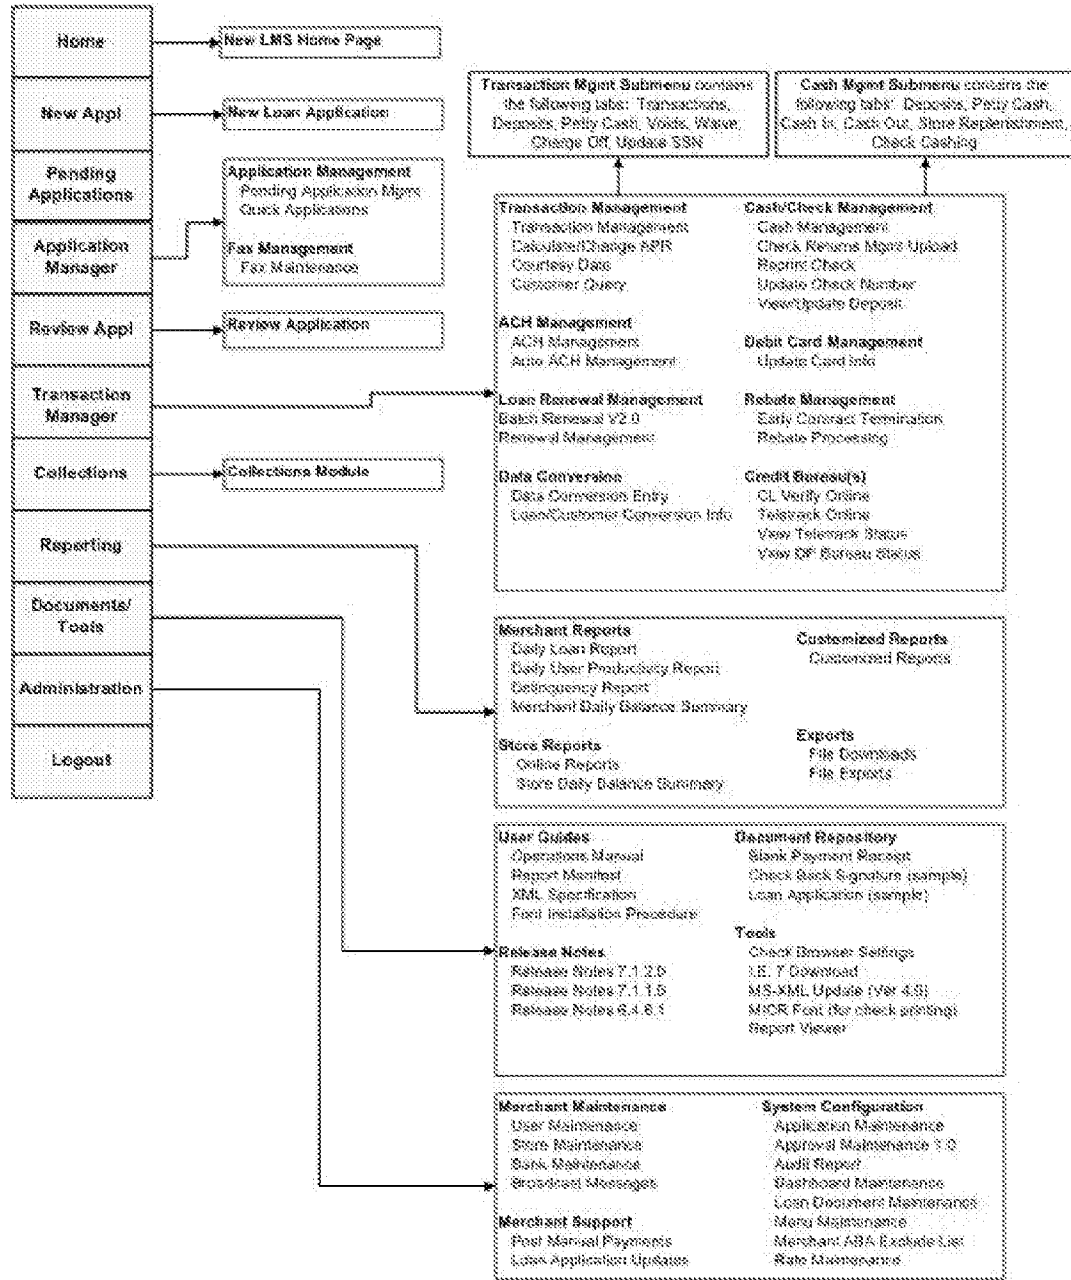 Home
New Appl
Pending
Applications
Application
Manager
Review Appl
Transaction
Manager
Collections
Reporting
Documents/
Tools
Administration
Logout
New LMS Home Page
New Loan Application
Application Management
Pending Application Mgmt
Quick Applications
Fax Management
Fax Maintenance
Review Application
Collections Module
Transaction Mgmt Submenu contains
the following tabs: Transactions,
Deposits, Petty Cash, Voids, Waive,
Charge Off, Update SSN
Cash Mgmt Submenu contains the
following tabs: Deposits, Petty Cash,
Cash In, Cash Out, Store Replenishment,
Check Cashing
Transaction Management
Transaction Management
Calculate/Change APR
Courtesy Date
Customer Query
ACH Management
ACH Management
Auto ACH Management
Loan Renewal Management
Batch Renewal V2.0
Renewal Management
Data Conversion
Data Conversion Entry
Loan/Customer Conversion Info
Cash/Check Management
Cash Management
Check Returns Mgmt Upload
Reprint Check
Update Check Number
View/Update Deposit
Debit Card Management
Update Card Info
Rebate Management
Early Contract Termination
Rebate Processing
Credit Bureau(s)
CL Verify Online
Teletrack Online
View Teletrack Status
View DP Bureau Status
Merchant Reports
Daily Loan Report
Daily User Productivity Report
Delinquency Report
Merchant Daily Balance Summary
Store Reports
Online Reports
Store Daily Balance Summary
Customized Reports
Customized Reports
Exports
File Downloads
File Exports
User Guides
Operations Manual
Report Manifest
XML Specification
Font Installation Procedure
Release Notes
Release Notes 7.1.2.0
Release Notes 7.1.1.0
Release Notes 6.4.6.1
Document Repository
Blank Payment Receipt
Check Back Signature (sample)
Loan Application (sample)
Tools
Check Browser Settings
I.E. 7 Download
MS-XML Update (Ver 4.0)
MICR Font (for check printing)
Report Viewer
Merchant Maintenance
User Maintenance
Store Maintenance
Bank Maintenance
Broadcast Messages
Merchant Support
Post Manual Payments
Loan Application Updates
System Configuration
Application Maintenance
Approval Maintenance 1.0
Audit Report
Dashboard Maintenance
Loan Document Maintenance
Menu Maintenance
Merchant ABA Exclude List
Rate Maintenance